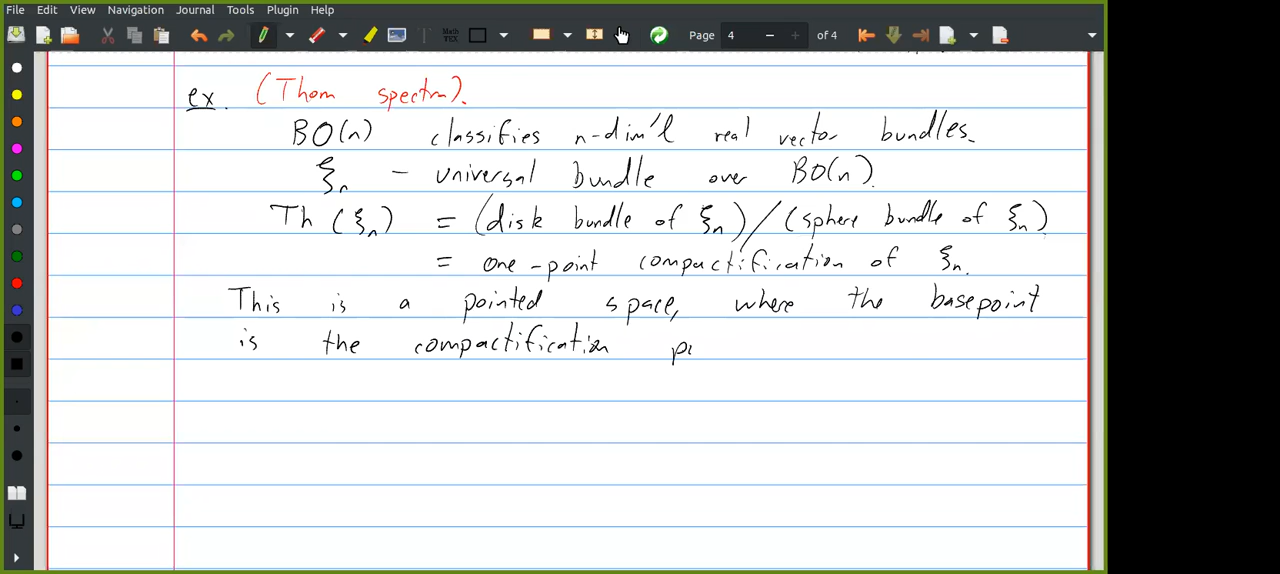 File Edit View Navigation Journal Tools Plugin Help
Math TEX Page 4 of 4
ex. (Thom spectra).
BO(n) classifies n-dim'l real vector bundles.
ξₙ - universal bundle over BO(n).
Th(ξₙ) = (disk bundle of ξₙ)/(sphere bundle of ξₙ)
= one-point compactification of ξₙ.
This is a pointed space, where the basepoint
is the compactification